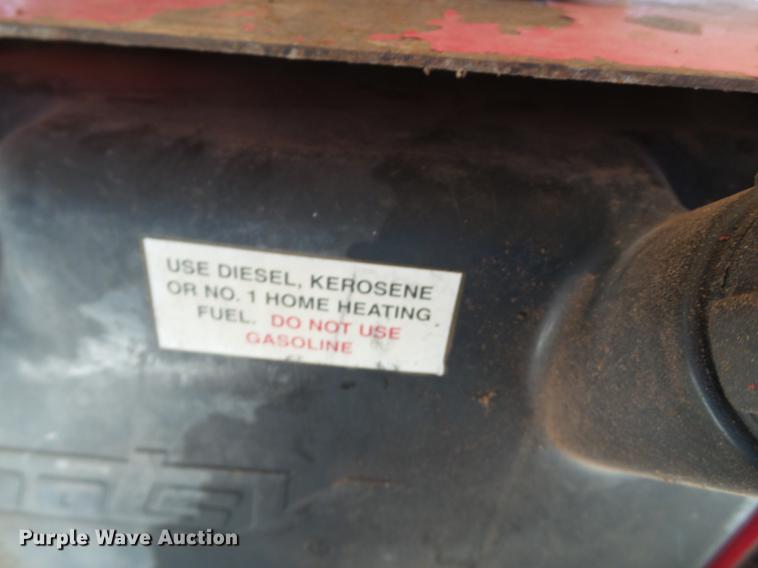 USE DIESEL, KEROSENE
OR NO. 1 HOME HEATING
FUEL. DO NOT USE
GASOLINE
Purple Wave Auction